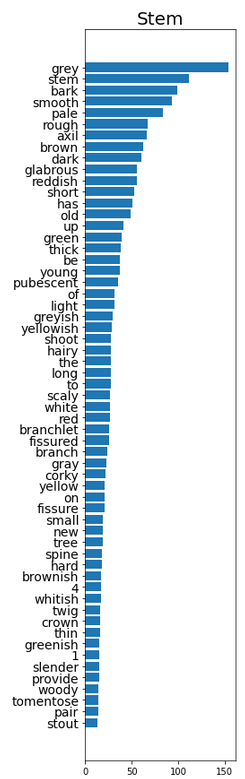 Stem
grey
stem
bark
smooth
pale
rough
axil
brown
dark
glabrous
reddish
short
has
old
up
green
thick
be
young
pubescent
of
light
greyish
yellowish
shoot
hairy
the
long
to
scaly
white
red
branchlet
fissured
branch
gray
corky
yellow
on
fissure
small
new
tree
spine
hard
brownish
4
whitish
twig
crown
thin
greenish
1
slender
provide
woody
tomentose
pair
stout
0 50 100 150